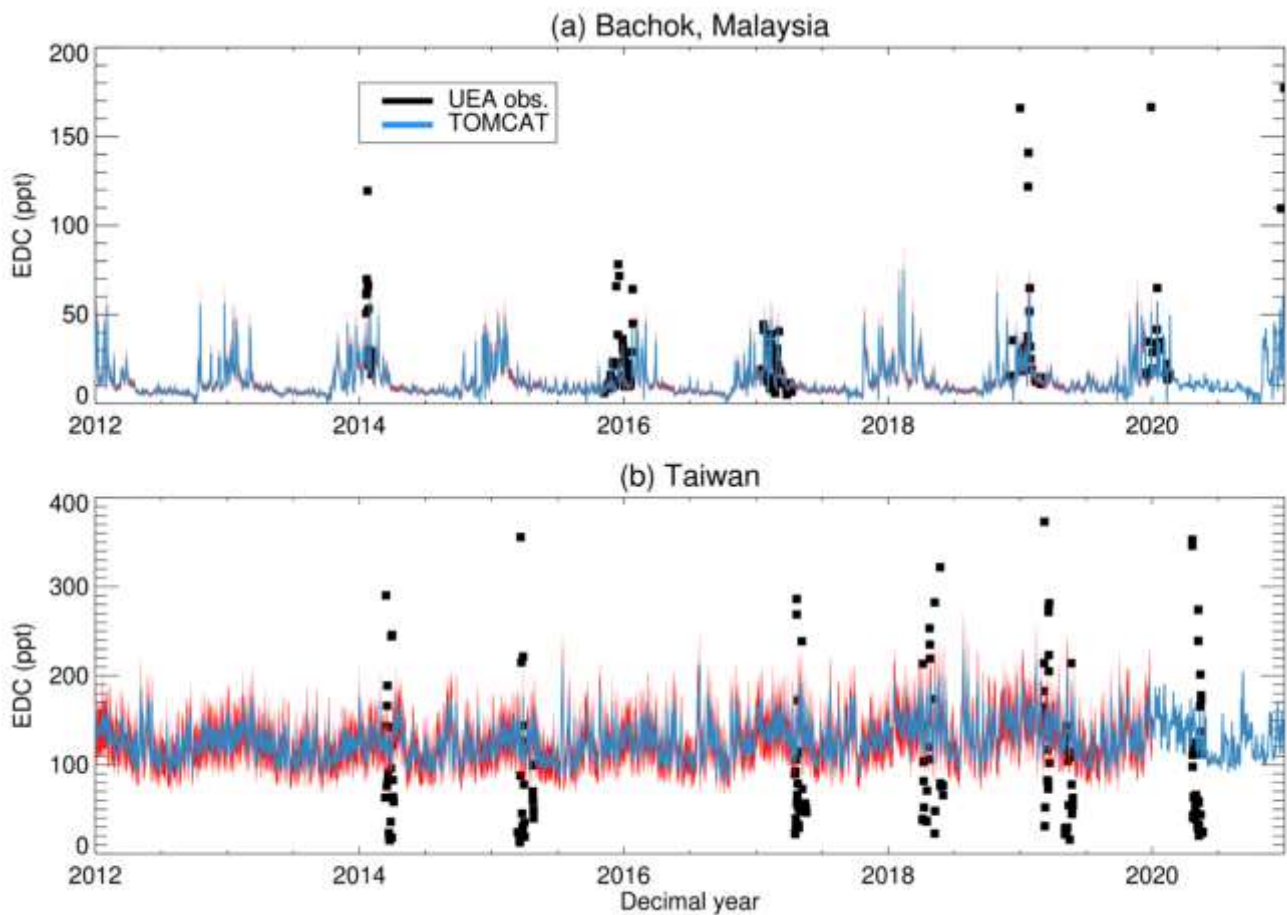 (a) Bachok, Malaysia
200
150
100
50
0
EDC (ppt)
UEA obs.
TOMCAT
2012 2014 2016 2018 2020
(b) Taiwan
400
300
200
100
0
EDC (ppt)
2012 2014 2016 2018 2020
Decimal year